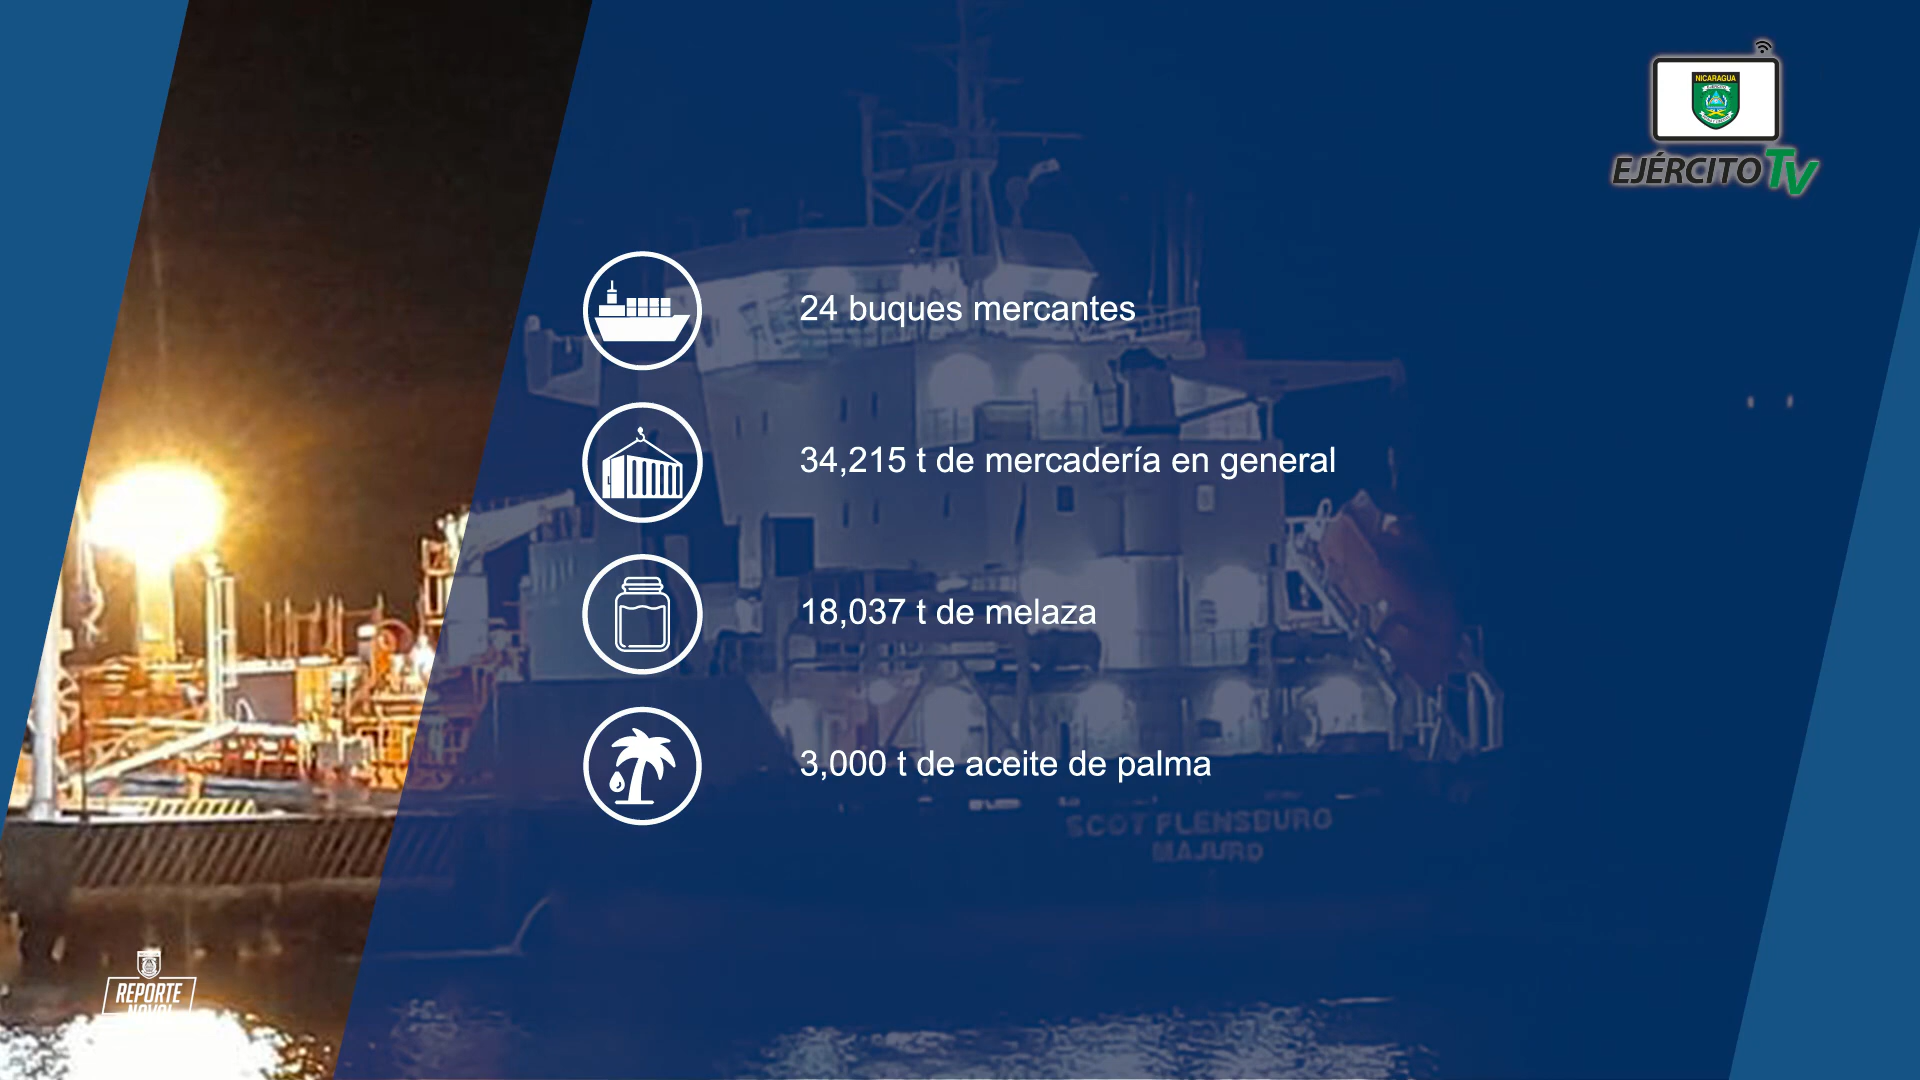 NICARAGUA
EJÉRCITO TV
24 buques mercantes
34,215 t de mercadería en general
18,037 t de melaza
3,000 t de aceite de palma
SCOT FLENSBURG
MAJURO
REPORTE
NAVAL